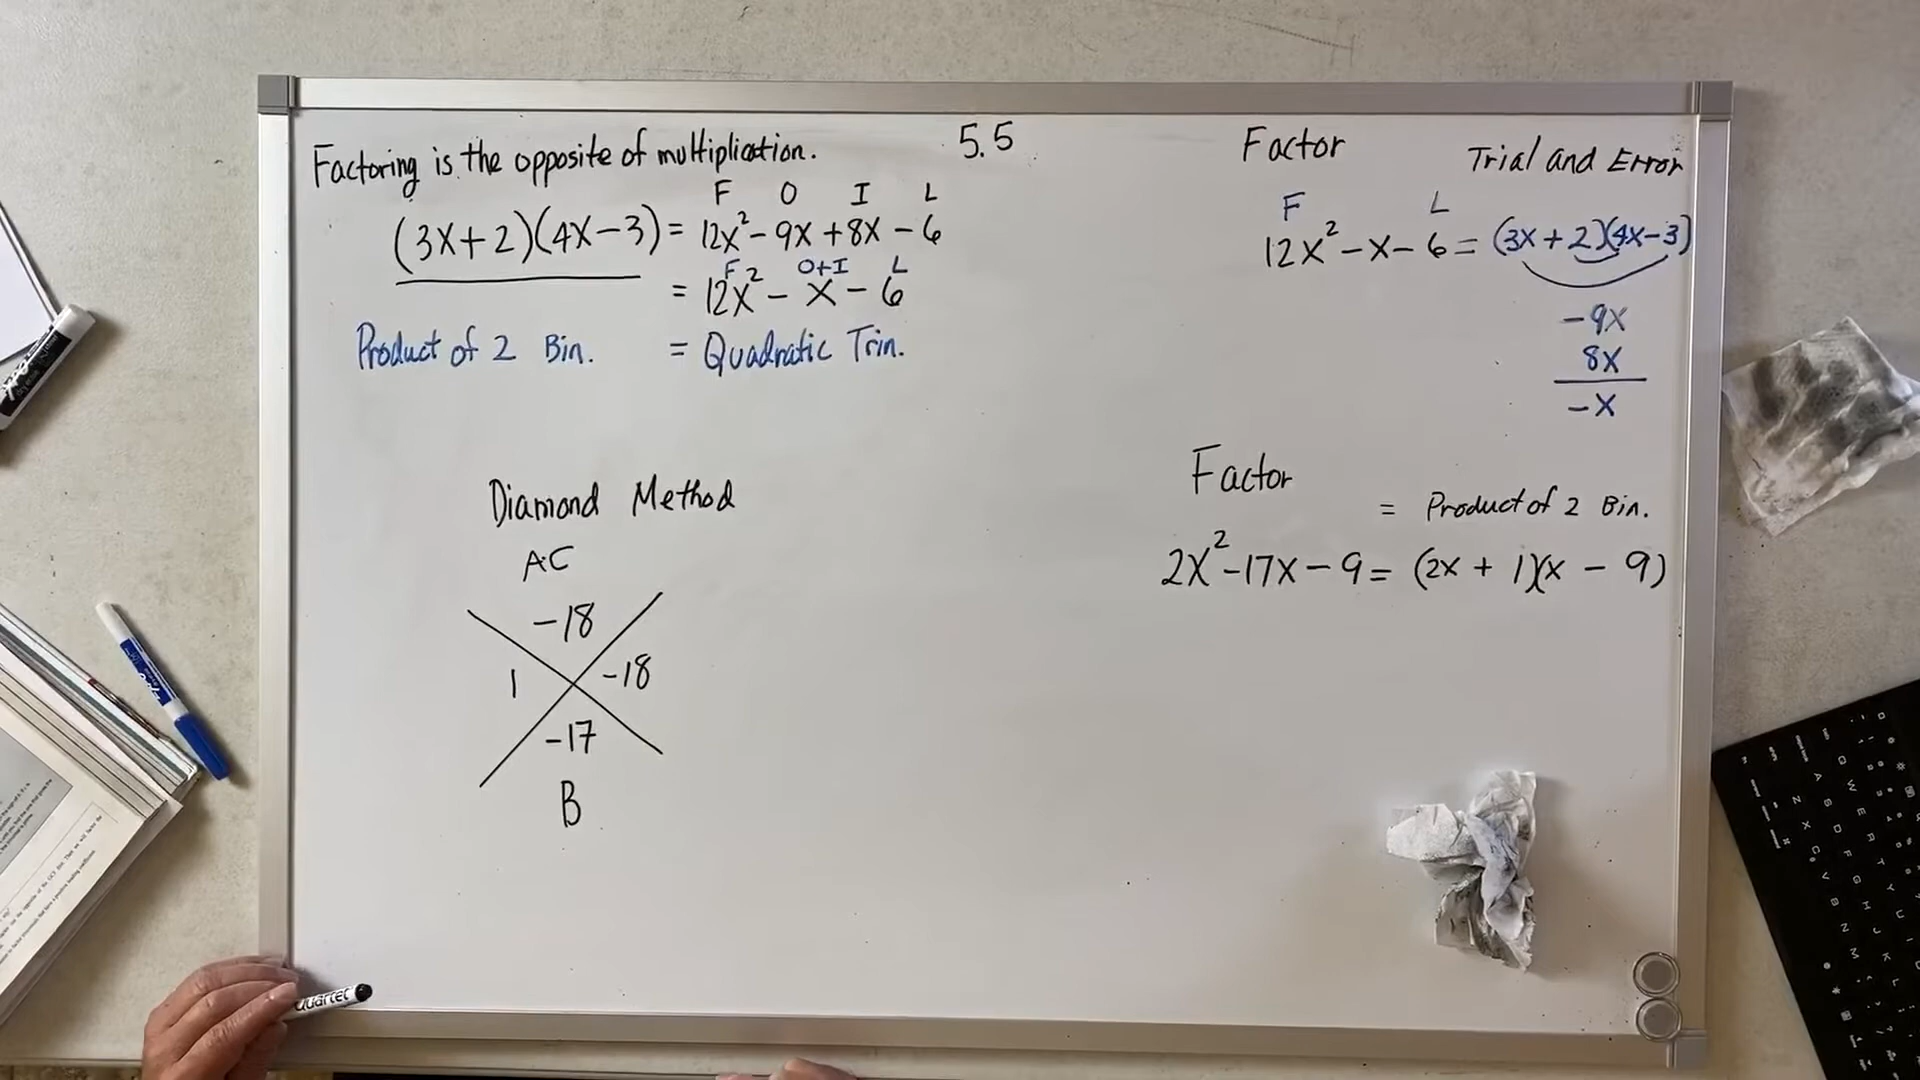 Factoring is the opposite of multiplication.
5.5
F O I L
(3x+2)(4x-3) = 12x² - 9x + 8x - 6
F O+I L
= 12x² - x - 6
Product of 2 Bin. = Quadratic Trin.
Diamond Method
AC
-18
1 -18
-17
B
Factor
Trial and Error
F L
12x² - x - 6 = (3x+2)(4x-3)
-9x
8x
-x
Factor
= Product of 2 Bin.
2x² - 17x - 9 = (2x + 1)(x - 9)
Quartet